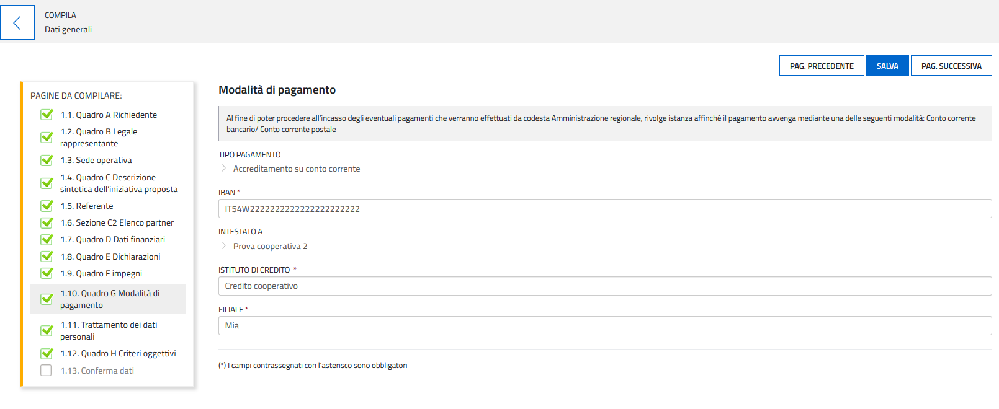 COMPILA
Dati generali
PAG. PRECEDENTE
SALVA
PAG. SUCCESSIVA
PAGINE DA COMPILARE:
1.1. Quadro A Richiedente
1.2. Quadro B Legale
rappresentante
1.3. Sede operativa
1.4. Quadro C Descrizione
sintetica dell'iniziativa proposta
1.5. Referente
1.6. Sezione C2 Elenco partner
1.7. Quadro D Dati finanziari
1.8. Quadro E Dichiarazioni
1.9. Quadro F impegni
1.10. Quadro G Modalità di
pagamento
1.11. Trattamento dei dati
personali
1.12. Quadro H Criteri oggettivi
1.13. Conferma dati
Modalità di pagamento
Al fine di poter procedere all'incasso degli eventuali pagamenti che verranno effettuati da codesta Amministrazione regionale, rivolge istanza affinché il pagamento avvenga mediante una delle seguenti modalità: Conto corrente
bancario/ Conto corrente postale
TIPO PAGAMENTO
Accreditamento su conto corrente
IBAN *
IT54W2222222222222222222222
INTESTATO A
Prova cooperativa 2
ISTITUTO DI CREDITO *
Credito cooperativo
FILIALE *
Mia
(*) I campi contrassegnati con l'asterisco sono obbligatori